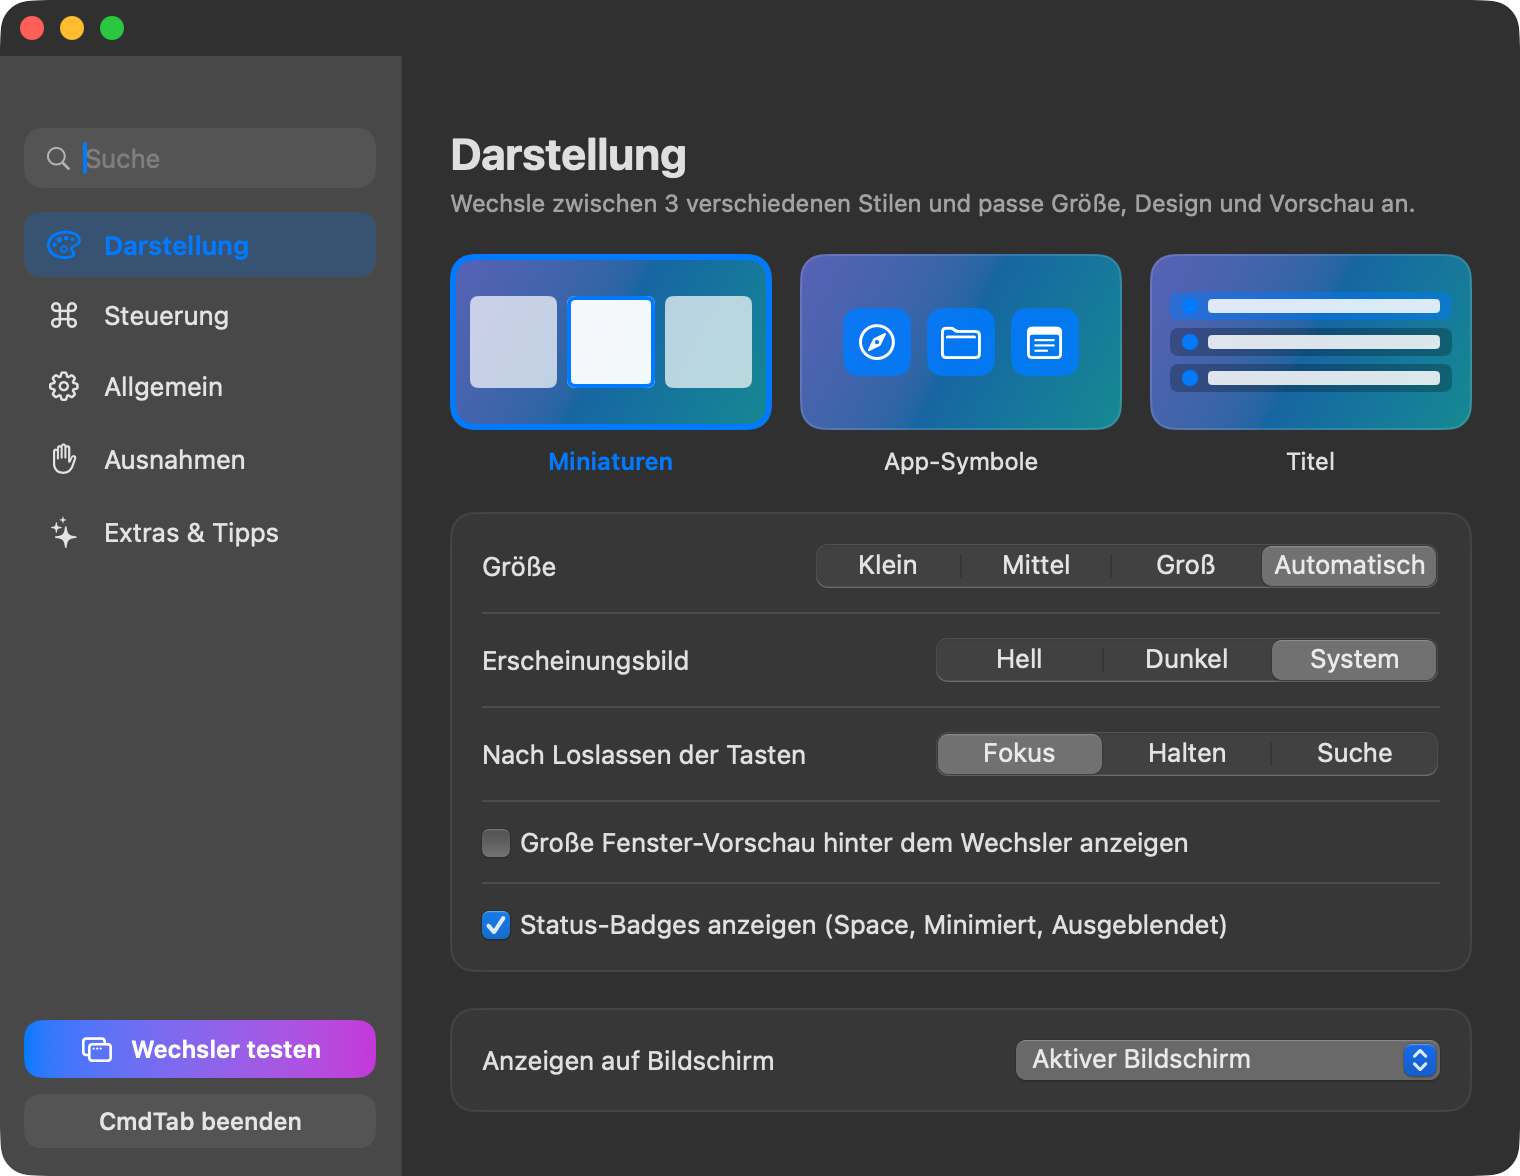 Suche
Darstellung
Steuerung
Allgemein
Ausnahmen
Extras & Tipps
Wechsler testen
CmdTab beenden
Darstellung
Wechsle zwischen 3 verschiedenen Stilen und passe Größe, Design und Vorschau an.
Miniaturen App-Symbole Titel
Größe Klein Mittel Groß Automatisch
Erscheinungsbild Hell Dunkel System
Nach Loslassen der Tasten Fokus Halten Suche
Große Fenster-Vorschau hinter dem Wechsler anzeigen
Status-Badges anzeigen (Space, Minimiert, Ausgeblendet)
Anzeigen auf Bildschirm Aktiver Bildschirm